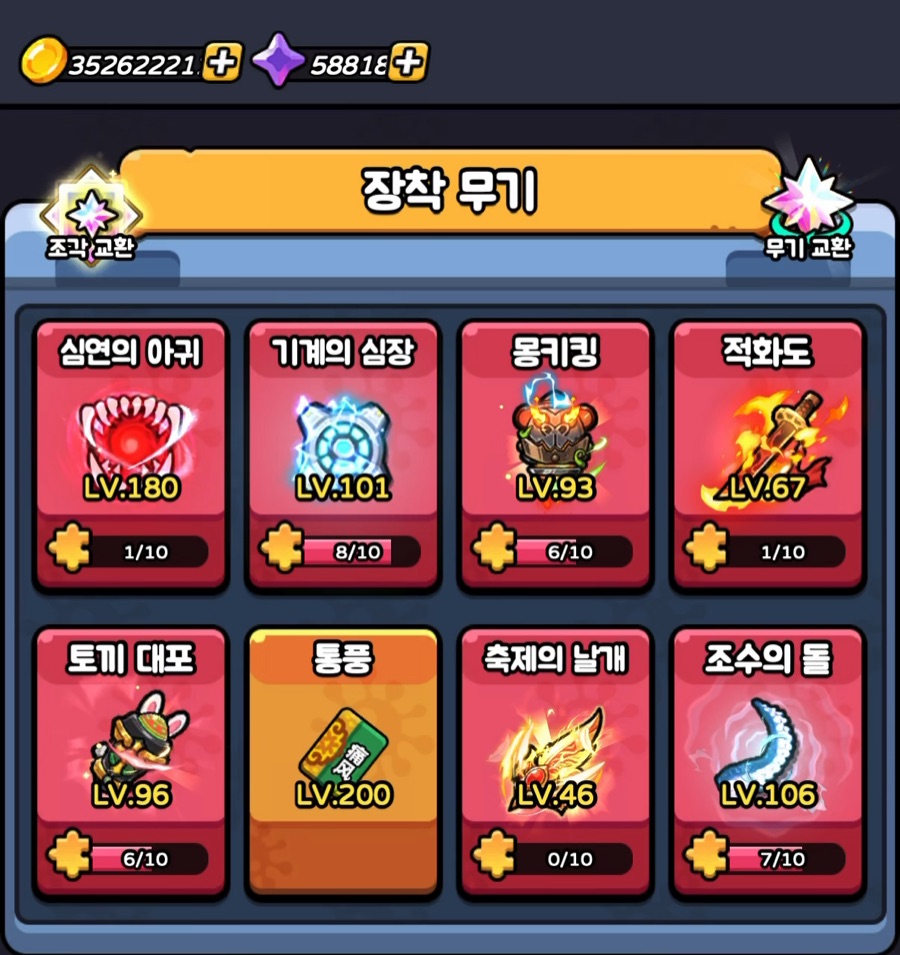 35262221
58818
장착 무기
조각 교환
무기 교환
심연의 아귀
기계의 심장
몽키킹
적화도
LV.180
LV.101
LV.93
LV.67
1/10
8/10
6/10
1/10
토끼 대포
통풍
축제의 날개
조수의 돌
痛风
LV.96
LV.200
LV.46
LV.106
6/10
0/10
7/10